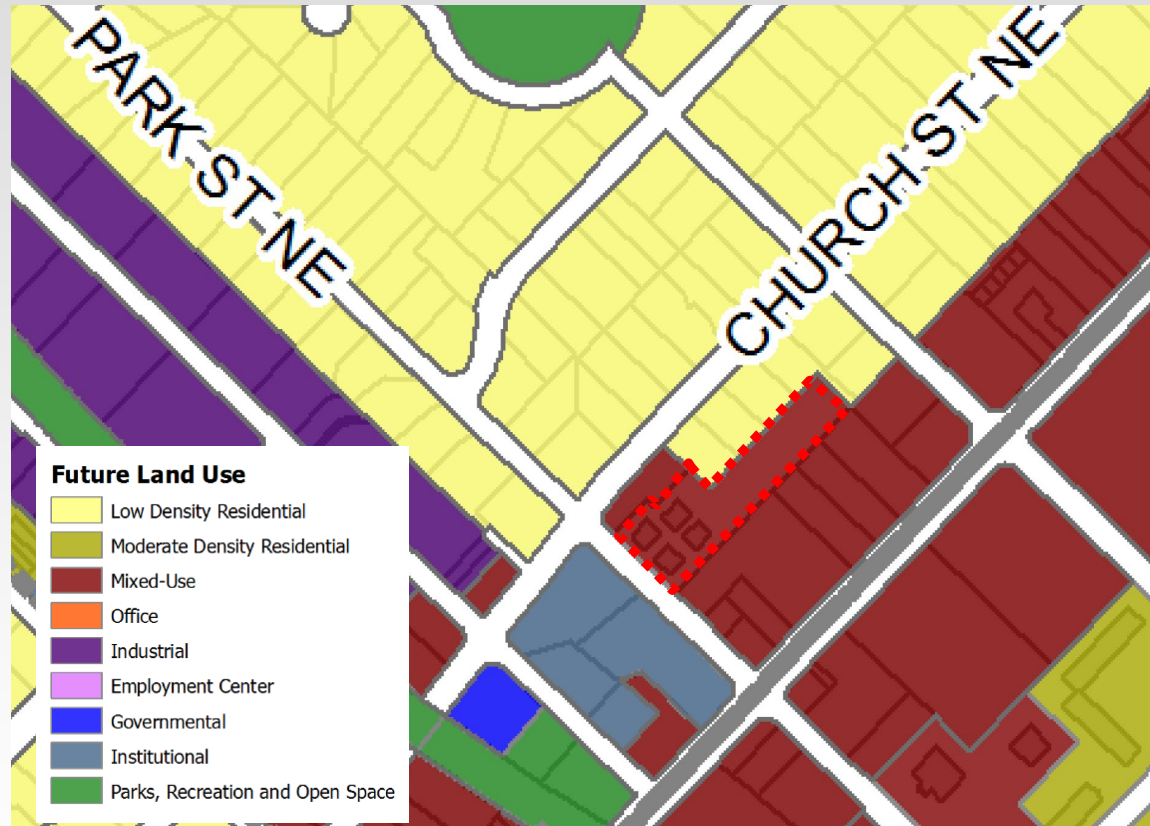 PARK ST NE
CHURCH ST NE
Future Land Use
Low Density Residential
Moderate Density Residential
Mixed-Use
Office
Industrial
Employment Center
Governmental
Institutional
Parks, Recreation and Open Space